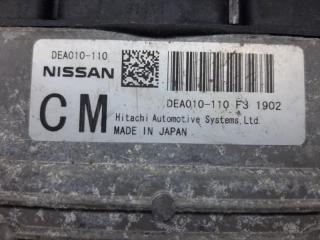 DEA010-110
NISSAN
CM
DEA010-110 F3 1902
Hitachi Automotive Systems,Ltd.
MADE IN JAPAN